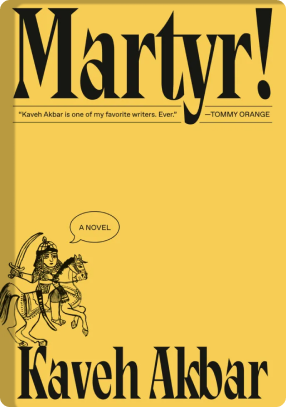 Martyr!
“Kaveh Akbar is one of my favorite writers. Ever.” —TOMMY ORANGE
A NOVEL
Kaveh Akbar